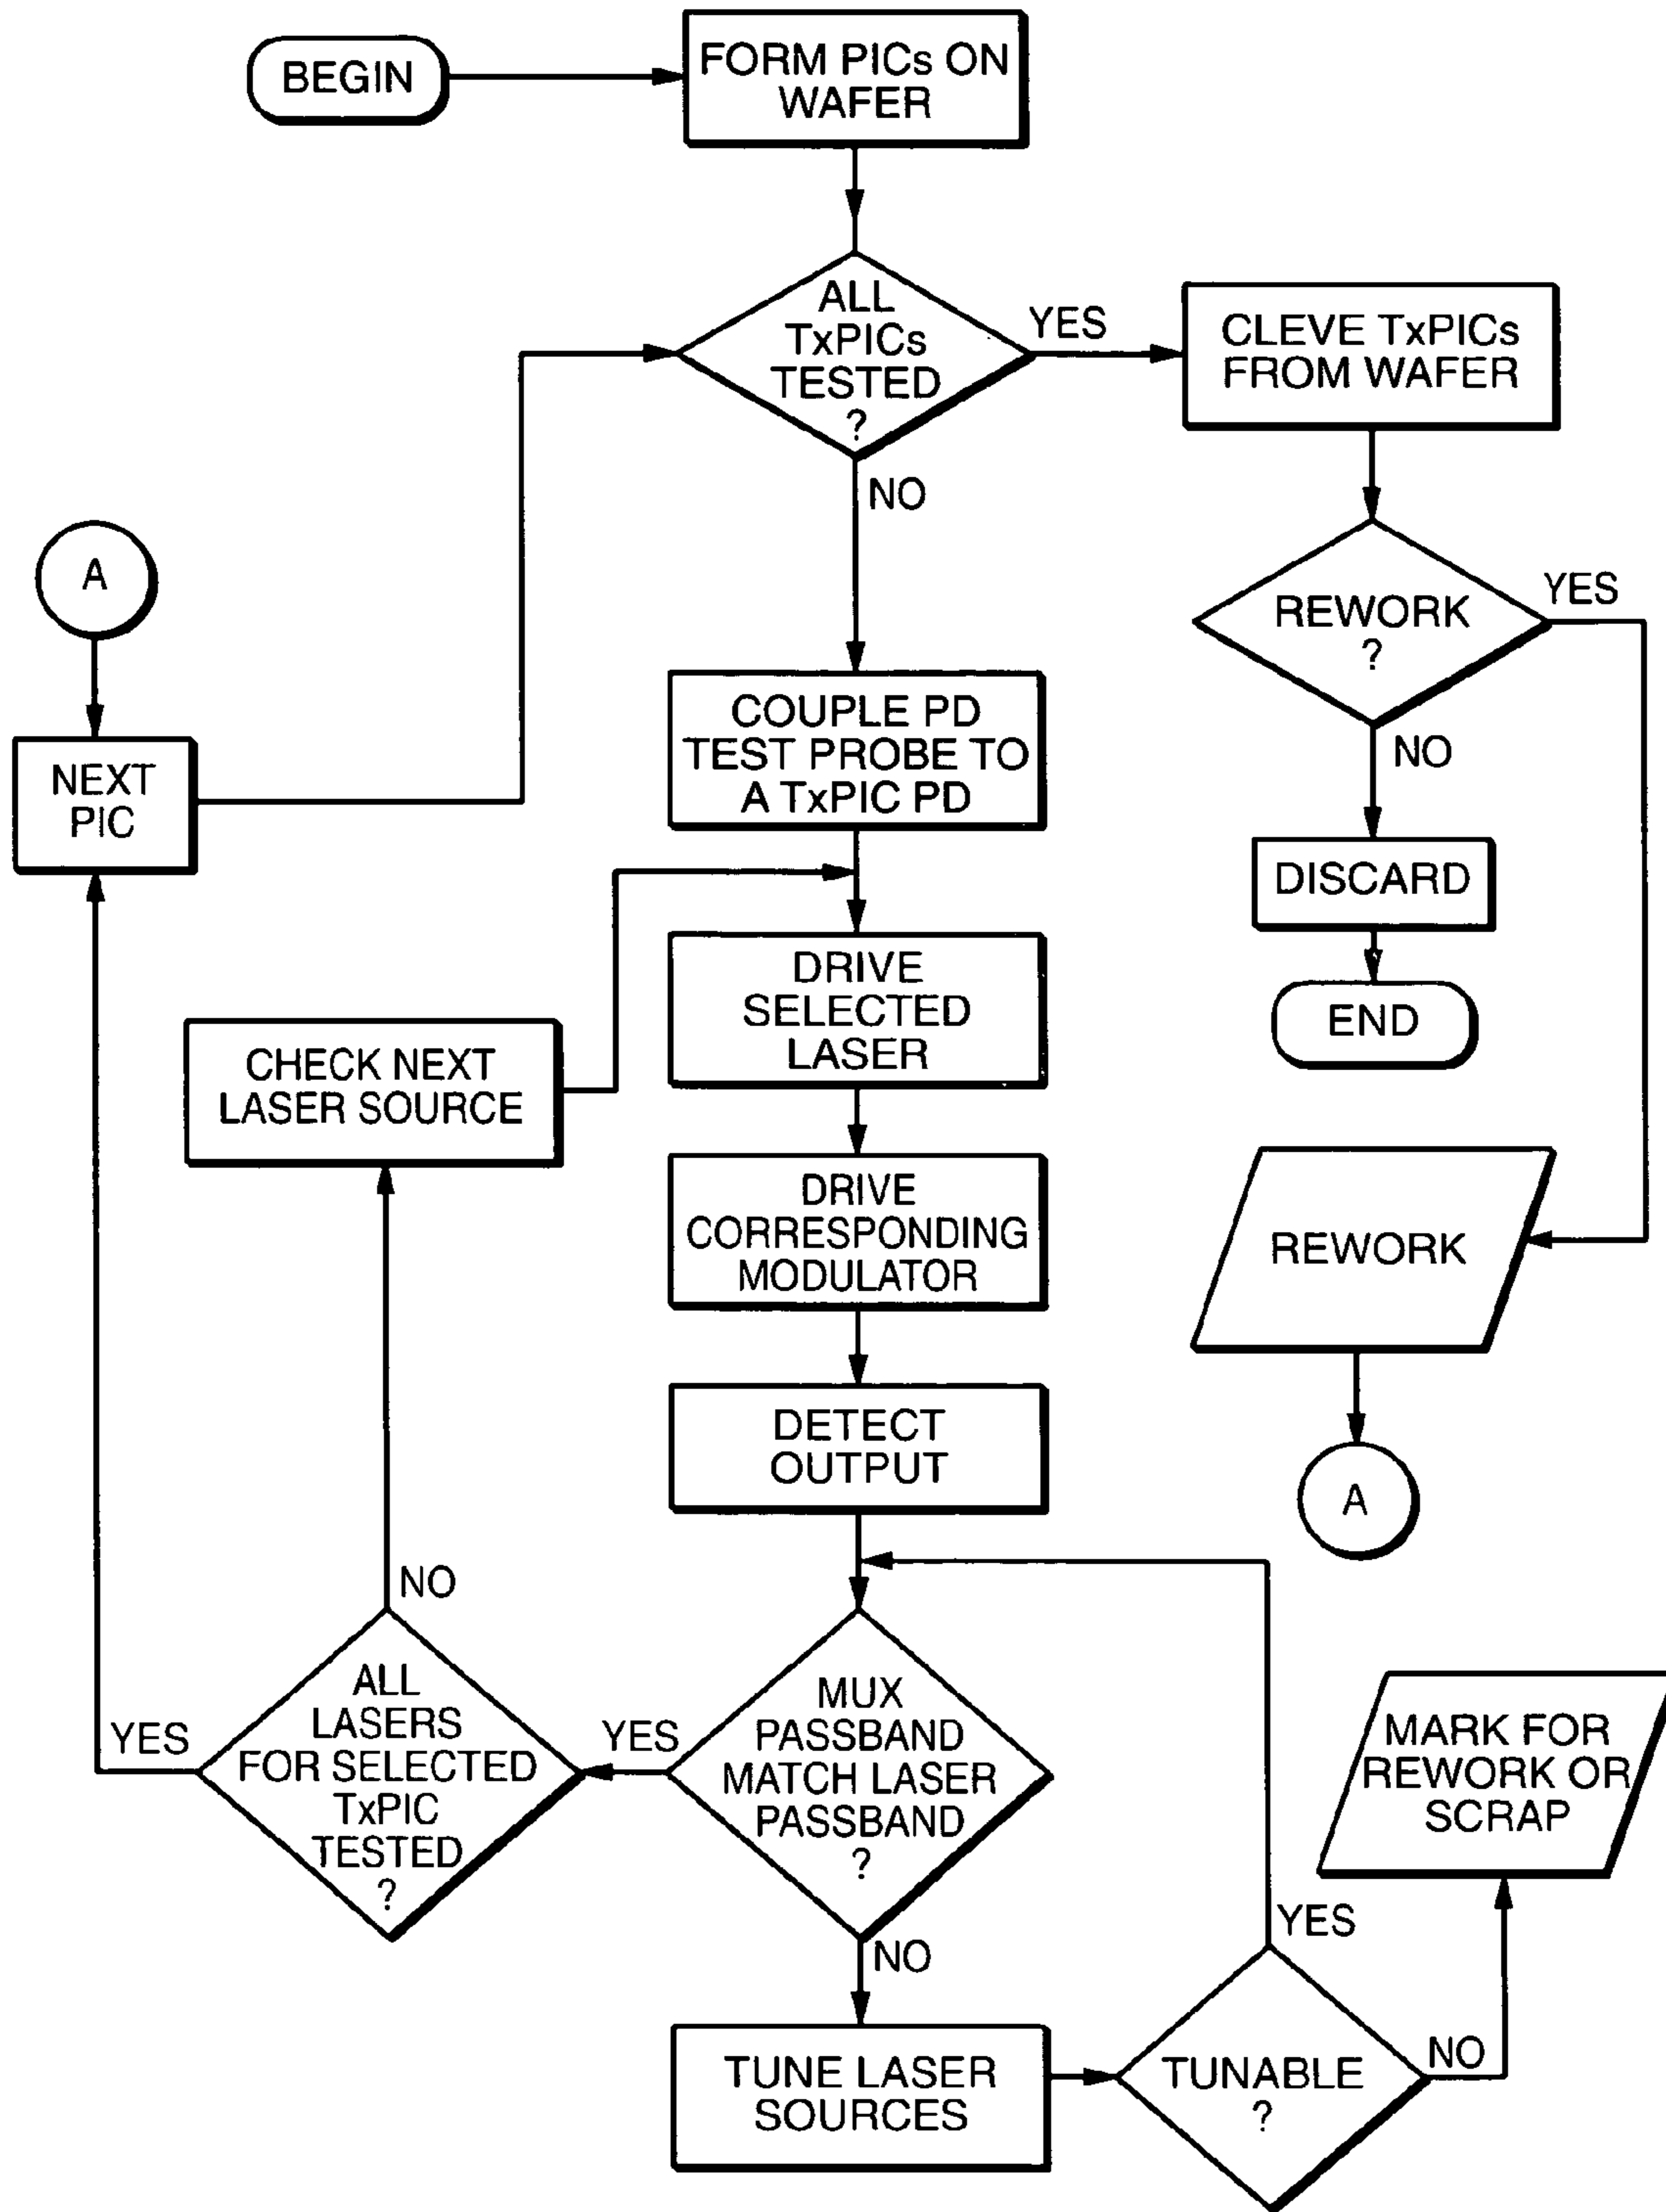 BEGIN
FORM PICs ON
WAFER
ALL
TxPICs
TESTED
?
YES
CLEVE TxPICs
FROM WAFER
NO
A
NEXT
PIC
REWORK
?
YES
NO
COUPLE PD
TEST PROBE TO
A TxPIC PD
DISCARD
END
DRIVE
SELECTED
LASER
CHECK NEXT
LASER SOURCE
DRIVE
CORRESPONDING
MODULATOR
REWORK
DETECT
OUTPUT
A
NO
ALL
LASERS
FOR SELECTED
TxPIC
TESTED
?
YES
YES
MUX
PASSBAND
MATCH LASER
PASSBAND
?
MARK FOR
REWORK OR
SCRAP
NO
YES
TUNE LASER
SOURCES
TUNABLE
?
NO